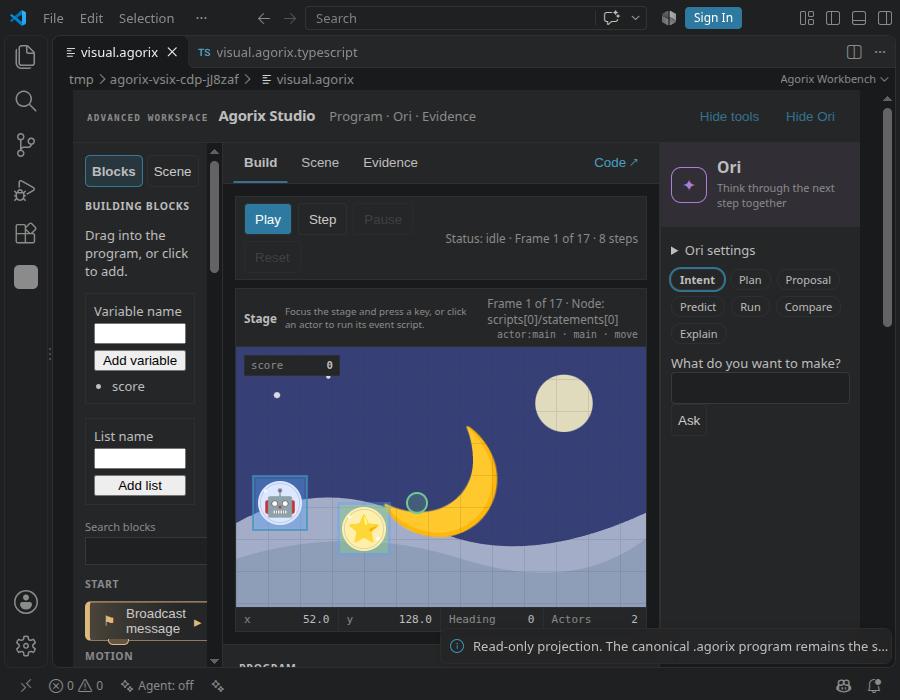 File Edit Selection ··· Search Sign In
visual.agorix
TS visual.agorix.typescript
tmp > agorix-vsix-cdp-jJ8zaf > visual.agorix
Agorix Workbench
ADVANCED WORKSPACE Agorix Studio Program · Ori · Evidence
Hide tools Hide Ori
Blocks Scene
BUILDING BLOCKS
Drag into the
program, or click
to add.
Variable name
Add variable
score
List name
Add list
Search blocks
START
Broadcast
message
MOTION
Build Scene Evidence Code ↗
Play Step Pause
Reset
Status: idle · Frame 1 of 17 · 8 steps
Stage
Focus the stage and press a key, or click
an actor to run its event script.
Frame 1 of 17 · Node:
scripts[0]/statements[0]
actor:main · main · move
score 0
x 52.0 y 128.0 Heading 0 Actors 2
Ori
Think through the next
step together
Ori settings
Intent Plan Proposal
Predict Run Compare
Explain
What do you want to make?
Ask
Read-only projection. The canonical .agorix program remains the s...
0 0 Agent: off